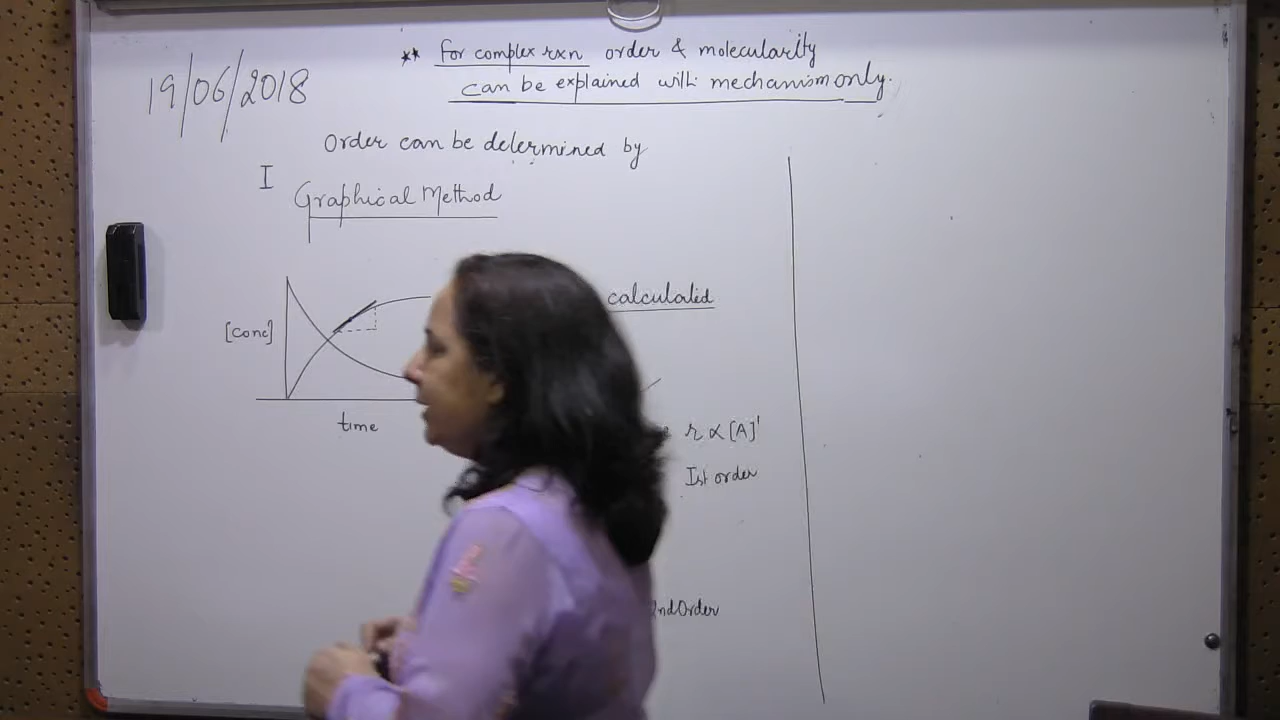 ** For complex rxn order & molecularity
can be explained with mechanism only.
19/06/2018
Order can be determined by
I
Graphical Method
calculated
[Conc]
time
r ∝ [A]¹
Ist order
2nd Order